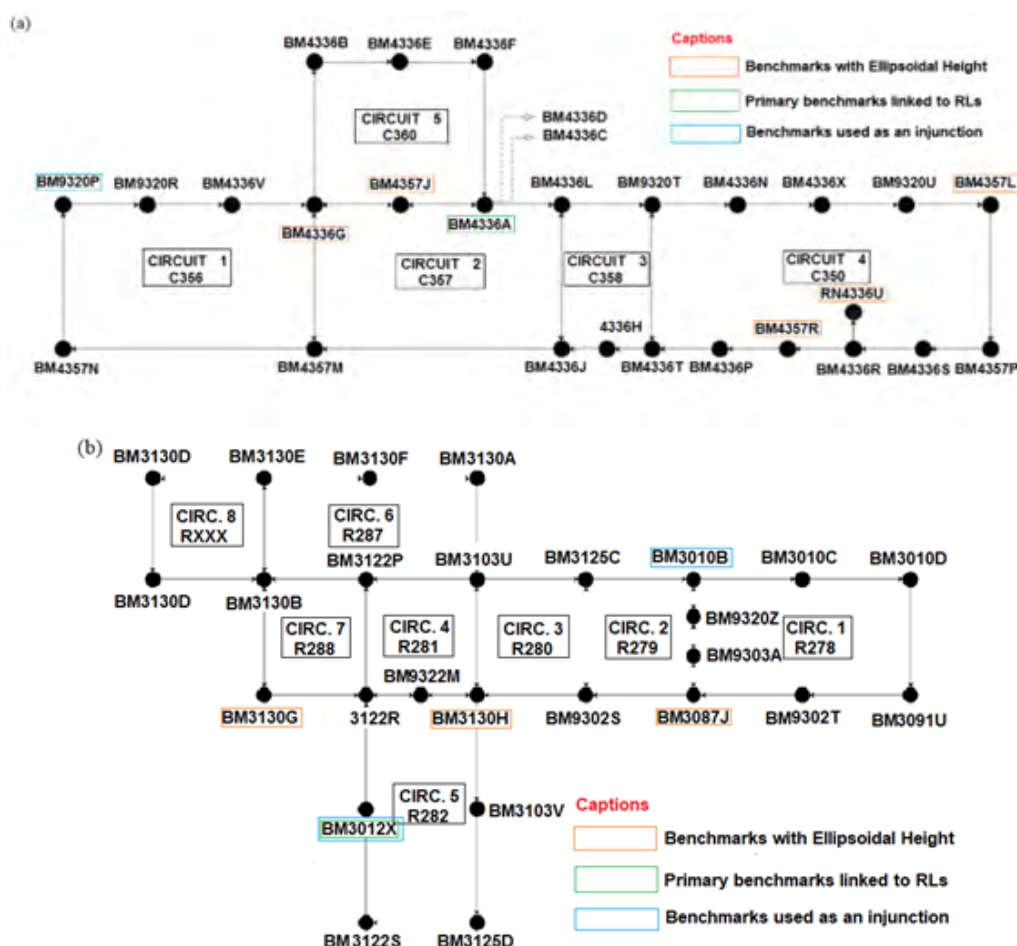 (a)
BM4336B BM4336E BM4336F
Captions
Benchmarks with Ellipsoidal Height
Primary benchmarks linked to RLs
Benchmarks used as an injunction
CIRCUIT 5
C360
BM4336D
BM4336C
BM9320P BM9320R BM4336V BM4357J BM4336L BM9320T BM4336N BM4336X BM9320U BM4357L
BM4336G BM4336A
CIRCUIT 1
C356
CIRCUIT 2
C357
CIRCUIT 3
C358
CIRCUIT 4
C350
RN4336U
4336H BM4357R
BM4357N BM4357M BM4336J BM4336T BM4336P BM4336R BM4336S BM4357P
(b)
BM3130D BM3130E BM3130F BM3130A
CIRC. 8
RXXX
CIRC. 6
R287
BM3122P BM3103U BM3125C BM3010B BM3010C BM3010D
BM3130D BM3130B
BM9320Z
CIRC. 7
R288
CIRC. 4
R281
CIRC. 3
R280
CIRC. 2
R279
CIRC. 1
R278
BM9303A
BM9322M
BM3130G 3122R BM3130H BM9302S BM3087J BM9302T BM3091U
CIRC. 5
R282
BM3012X
BM3103V
Captions
Benchmarks with Ellipsoidal Height
Primary benchmarks linked to RLs
Benchmarks used as an injunction
BM3122S BM3125D